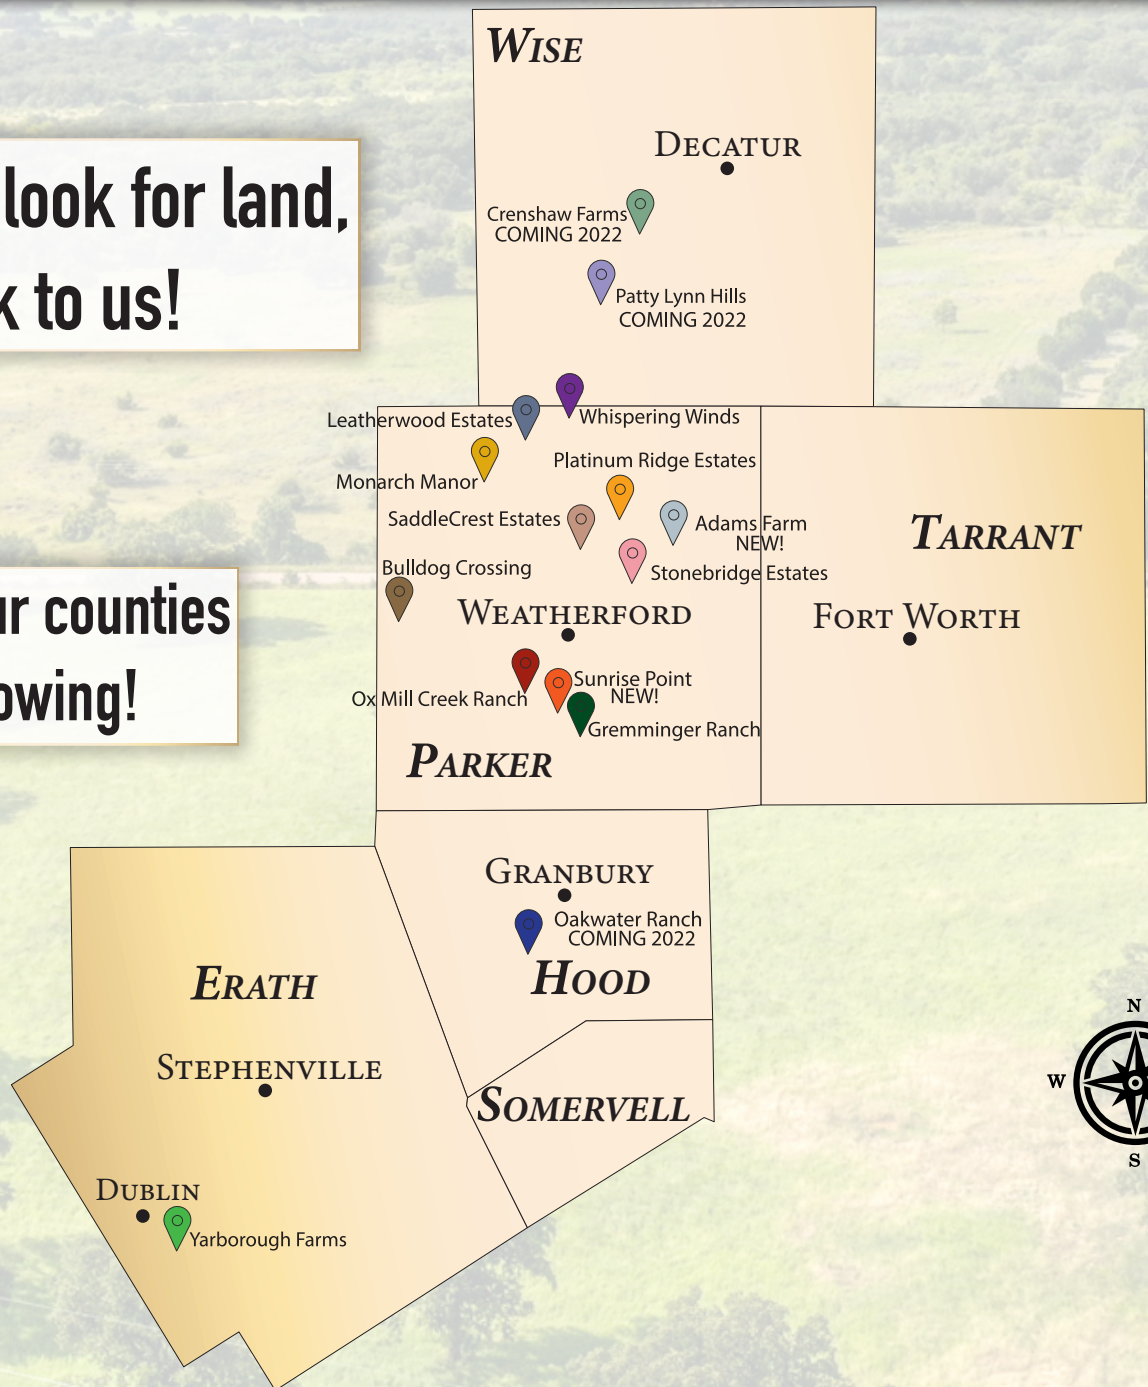 WISE
DECATUR
look for land,
Crenshaw Farms
COMING 2022
k to us!
Patty Lynn Hills
COMING 2022
Leatherwood Estates
Whispering Winds
Platinum Ridge Estates
Monarch Manor
SaddleCrest Estates
Adams Farm
NEW!
TARRANT
Bulldog Crossing
Stonebridge Estates
ur counties
WEATHERFORD
FORT WORTH
owing!
Sunrise Point
NEW!
Ox Mill Creek Ranch
Gremminger Ranch
PARKER
GRANBURY
Oakwater Ranch
COMING 2022
HOOD
ERATH
N
STEPHENVILLE
W
SOMERVELL
S
DUBLIN
Yarborough Farms